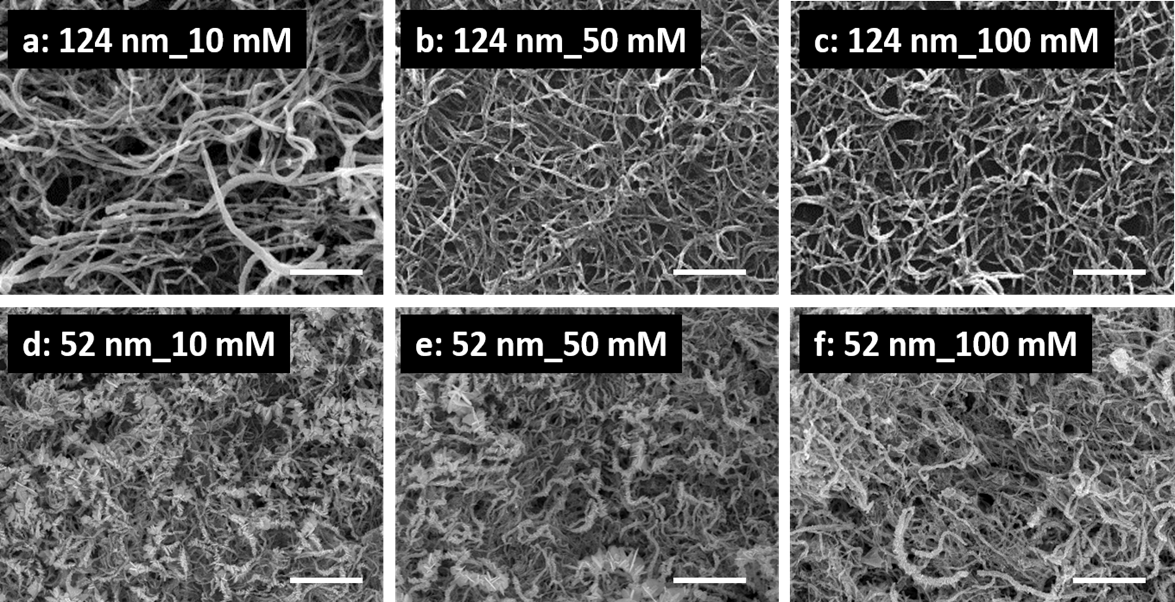 a: 124 nm_10 mM
b: 124 nm_50 mM
c: 124 nm_100 mM
d: 52 nm_10 mM
e: 52 nm_50 mM
f: 52 nm_100 mM